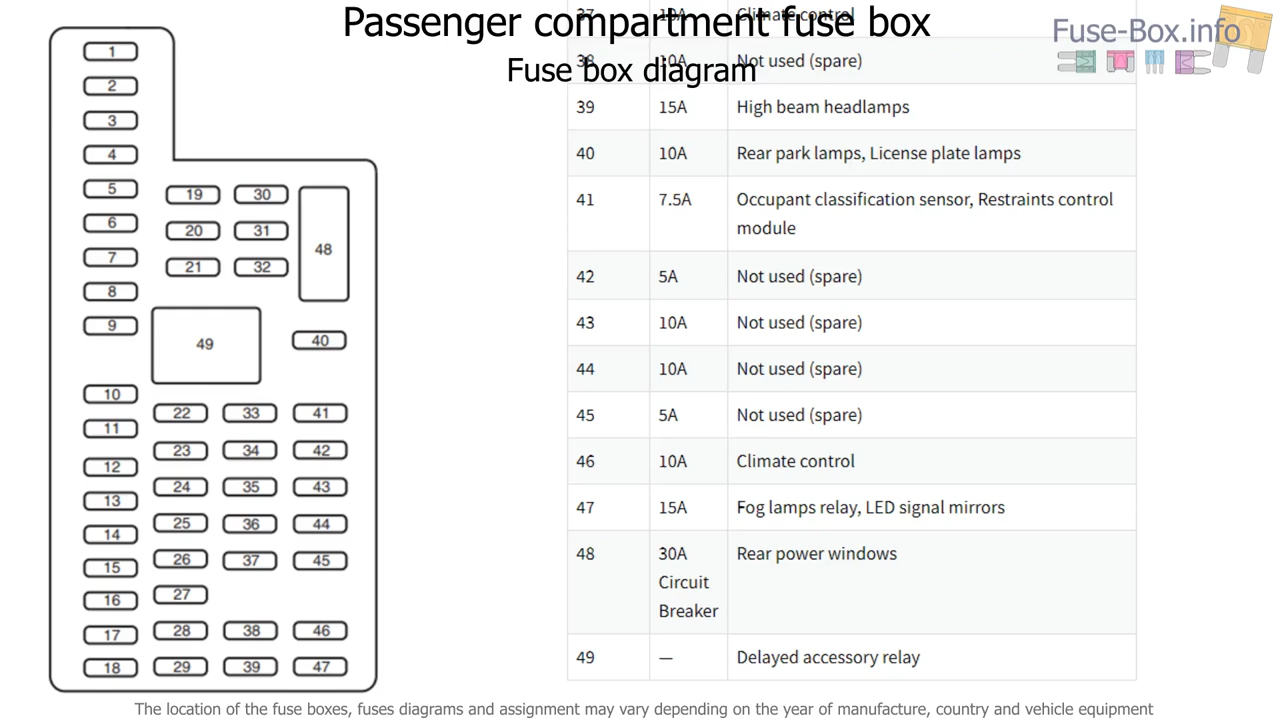 Passenger compartment fuse box
Fuse box diagram
Fuse-Box.info
1
2
3
4
5
6
7
8
9
10
11
12
13
14
15
16
17
18
19 30
20 31
21 32
48
49
40
22 33 41
23 34 42
24 35 43
25 36 44
26 37 45
27
28 38 46
29 39 47
37 10A Climate control
38 10A Not used (spare)
39 15A High beam headlamps
40 10A Rear park lamps, License plate lamps
41 7.5A Occupant classification sensor, Restraints control
module
42 5A Not used (spare)
43 10A Not used (spare)
44 10A Not used (spare)
45 5A Not used (spare)
46 10A Climate control
47 15A Fog lamps relay, LED signal mirrors
48 30A Rear power windows
Circuit
Breaker
49 — Delayed accessory relay
The location of the fuse boxes, fuses diagrams and assignment may vary depending on the year of manufacture, country and vehicle equipment